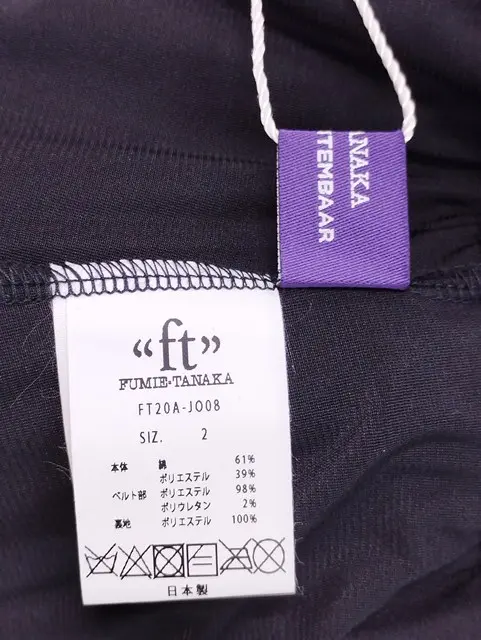 ANAKA
TEMBAAR
“ft”
FUMIE·TANAKA
FT20A-JO08
SIZ. 2
本体 綿 61%
ポリエステル 39%
ベルト部 ポリエステル 98%
ポリウレタン 2%
裏地 ポリエステル 100%
日本製